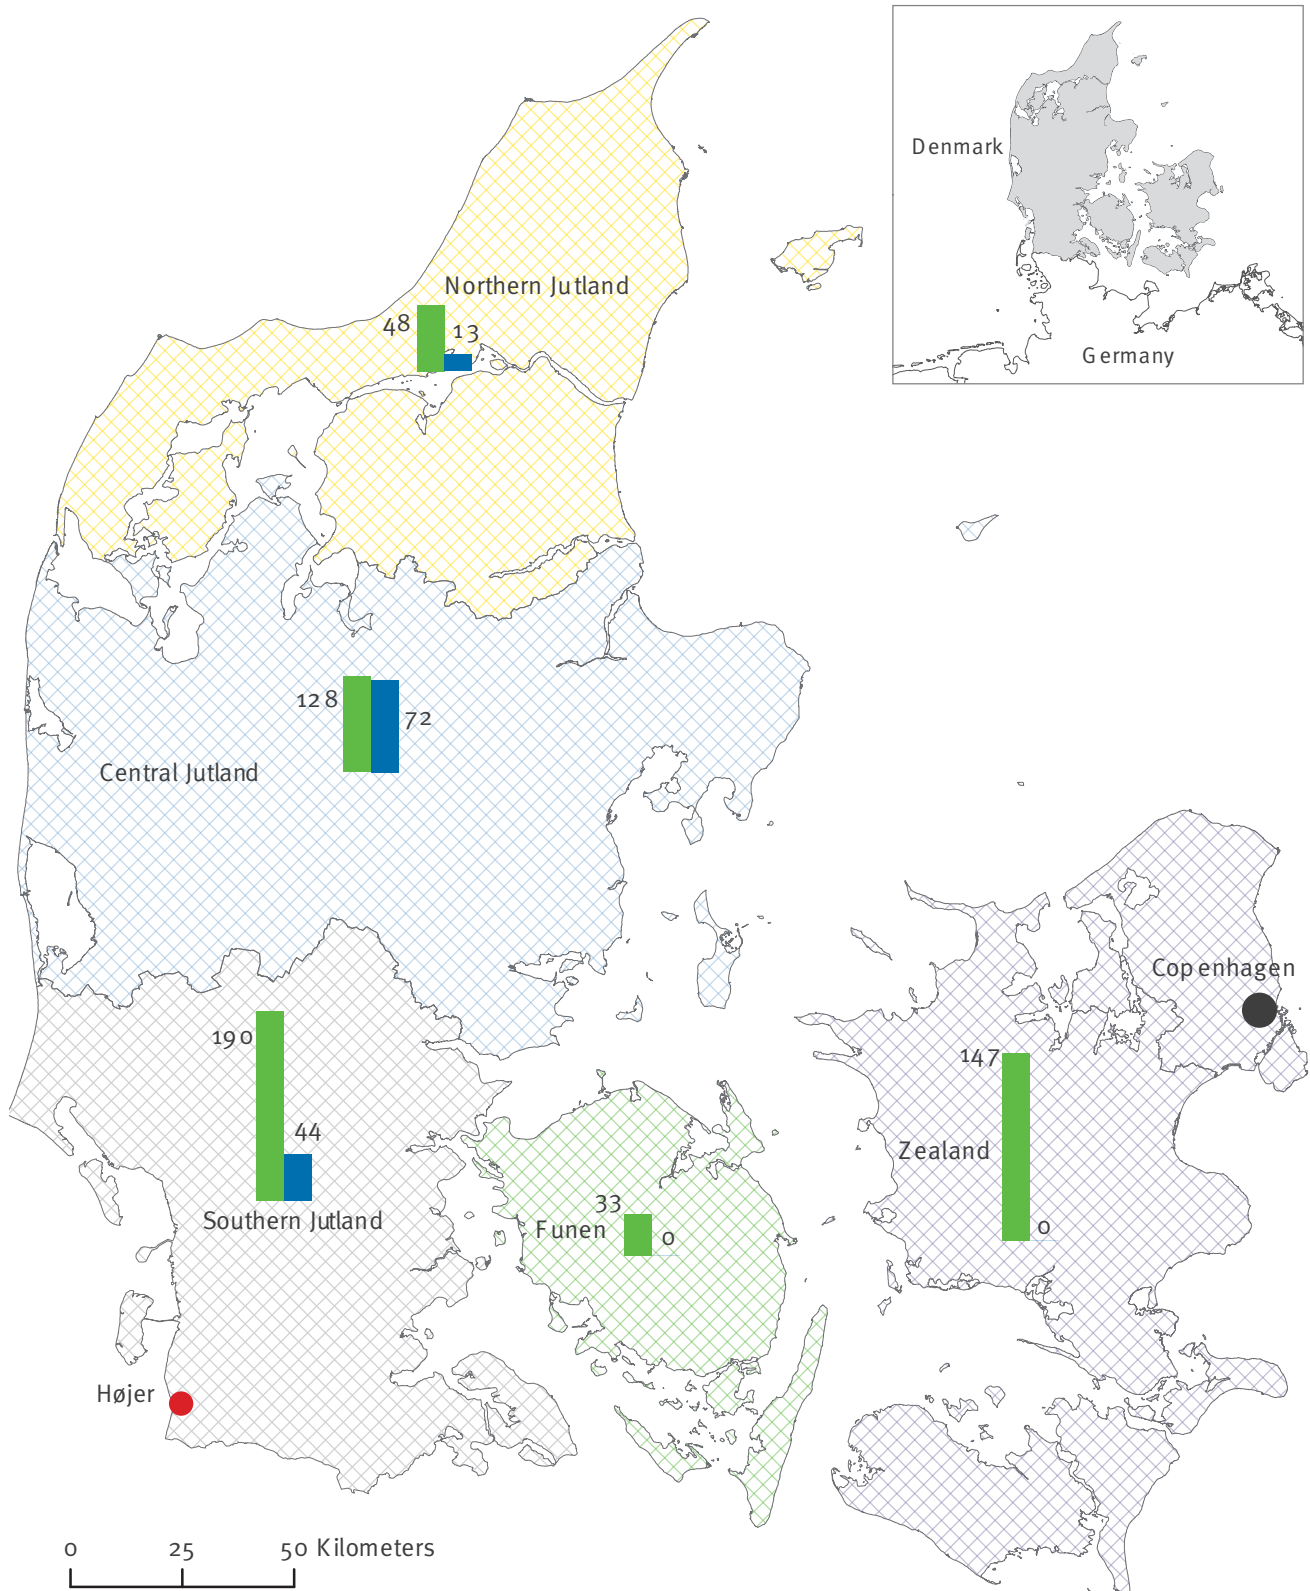 Denmark
Germany
Northern Jutland
48
13
128
72
Central Jutland
Copenhagen
190
44
Southern Jutland
147
Zealand
0
33
Funen
0
Højer
0 25 50 Kilometers